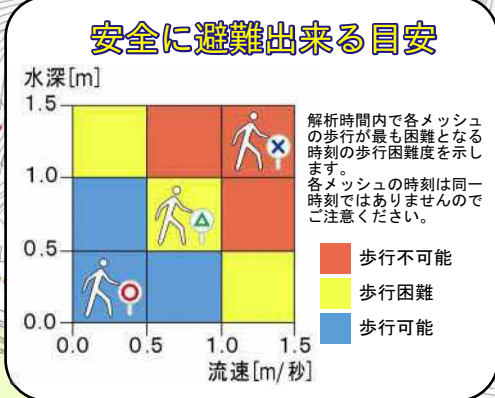 安全に避難出来る目安
水深[m]
1.5
1.0
0.5
0.0
0.0 0.5 1.0 1.5
流速[m/秒]
解析時間内で各メッシュ
の歩行が最も困難となる
時刻の歩行困難度を示し
ます。
各メッシュの時刻は同一
時刻ではありませんので
ご注意ください。
歩行不可能
歩行困難
歩行可能